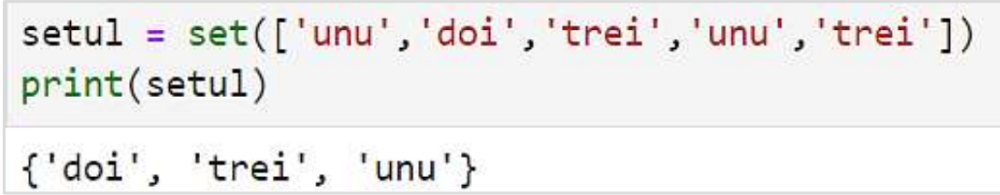 setul = set(['unu','doi','trei','unu','trei'])
print(setul)
{'doi', 'trei', 'unu'}